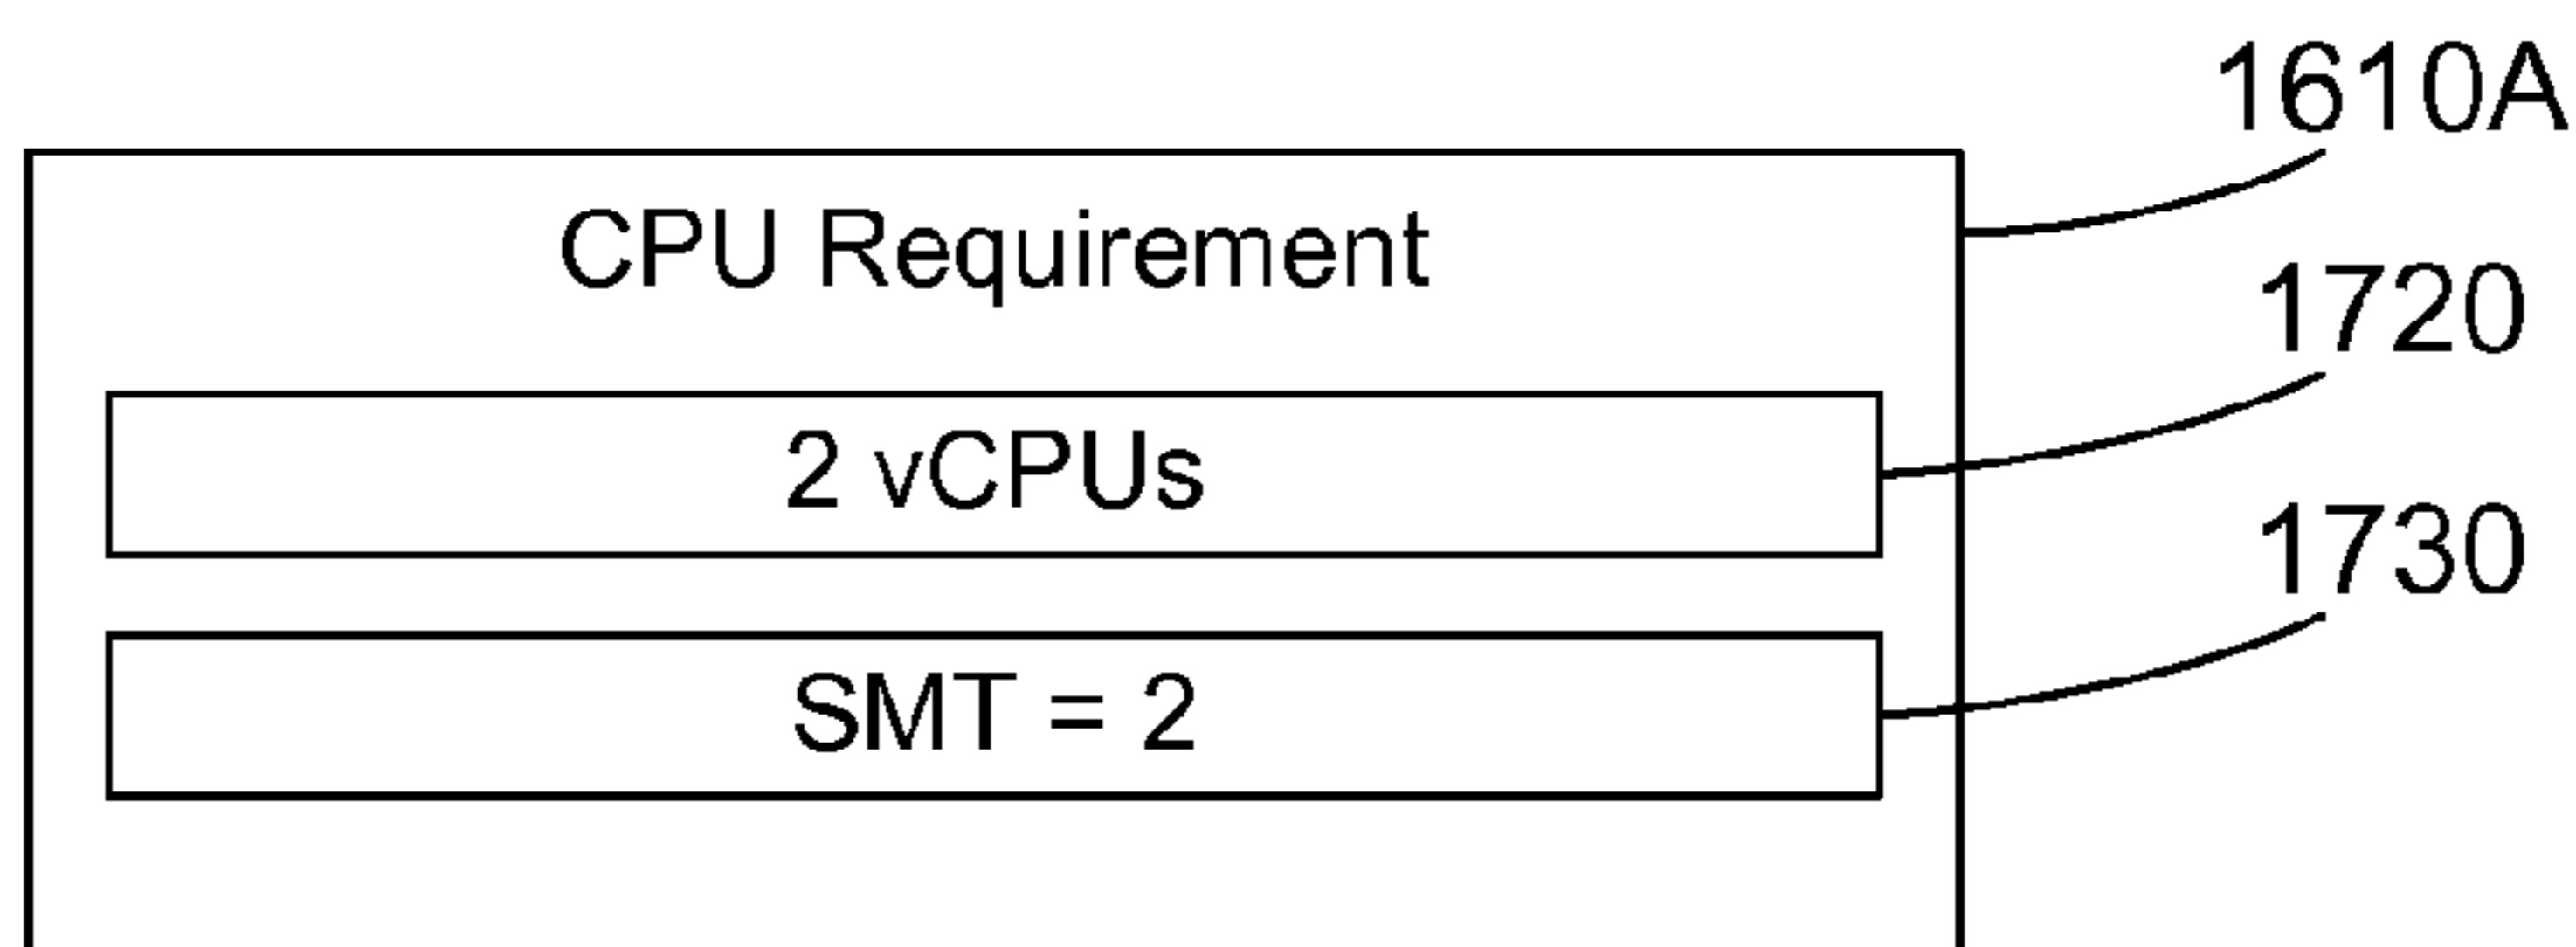 1610A
CPU Requirement
1720
2 vCPUs
1730
SMT = 2